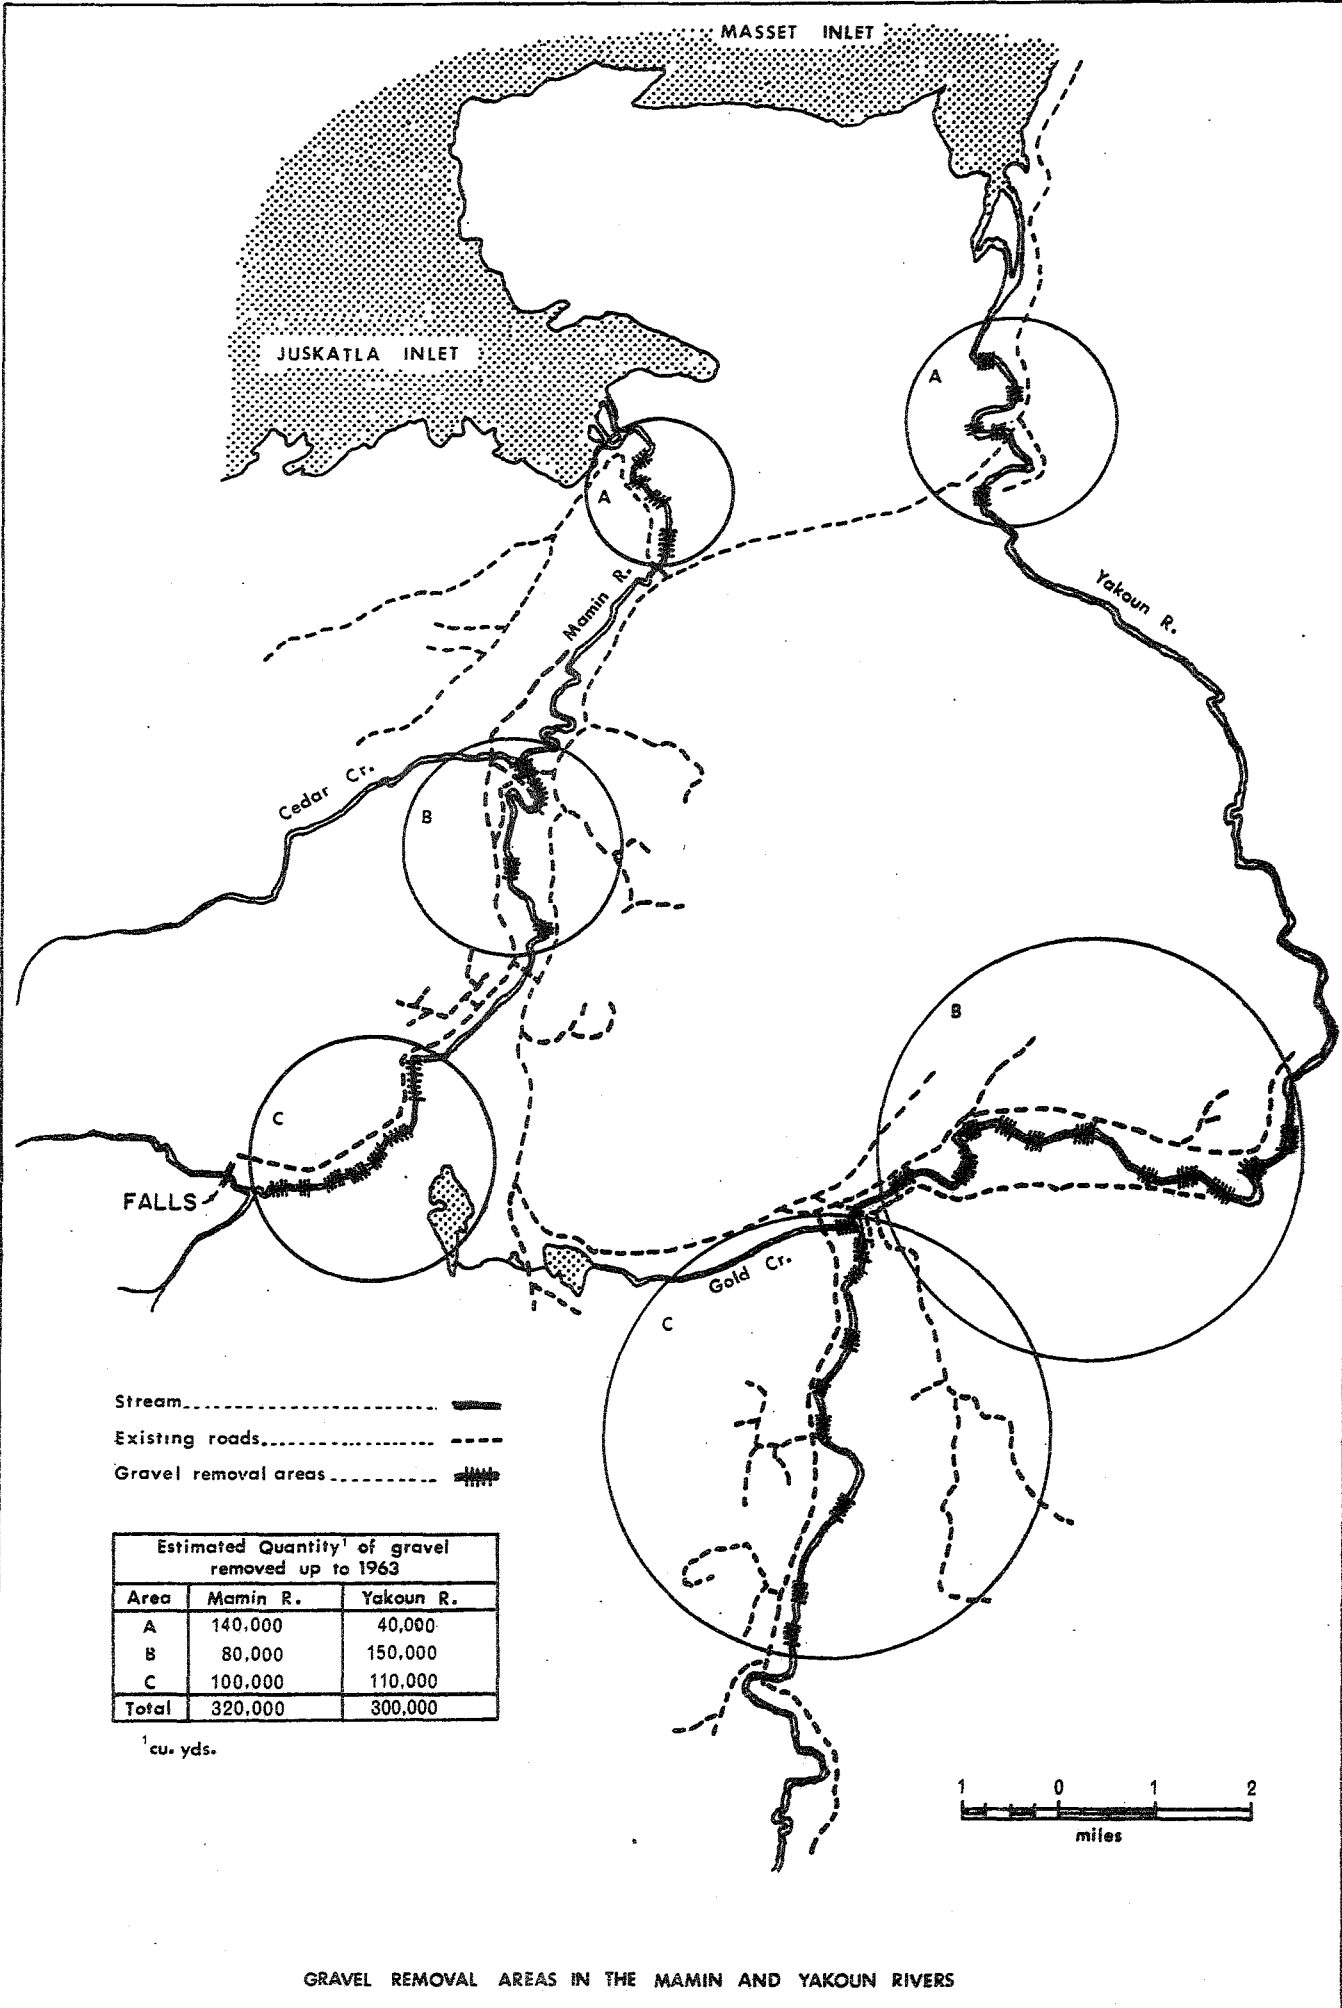 MASSET INLET
JUSKATLA INLET
A
A
Mamin R.
Yakoun R.
Cedar Cr.
B
B
C
FALLS
Gold Cr.
C
Stream
Existing roads
Gravel removal areas
Estimated Quantity¹ of gravel
removed up to 1963
Area Mamin R. Yakoun R.
A 140,000 40,000
B 80,000 150,000
C 100,000 110,000
Total 320,000 300,000
¹cu. yds.
1 0 1 2
miles
GRAVEL REMOVAL AREAS IN THE MAMIN AND YAKOUN RIVERS